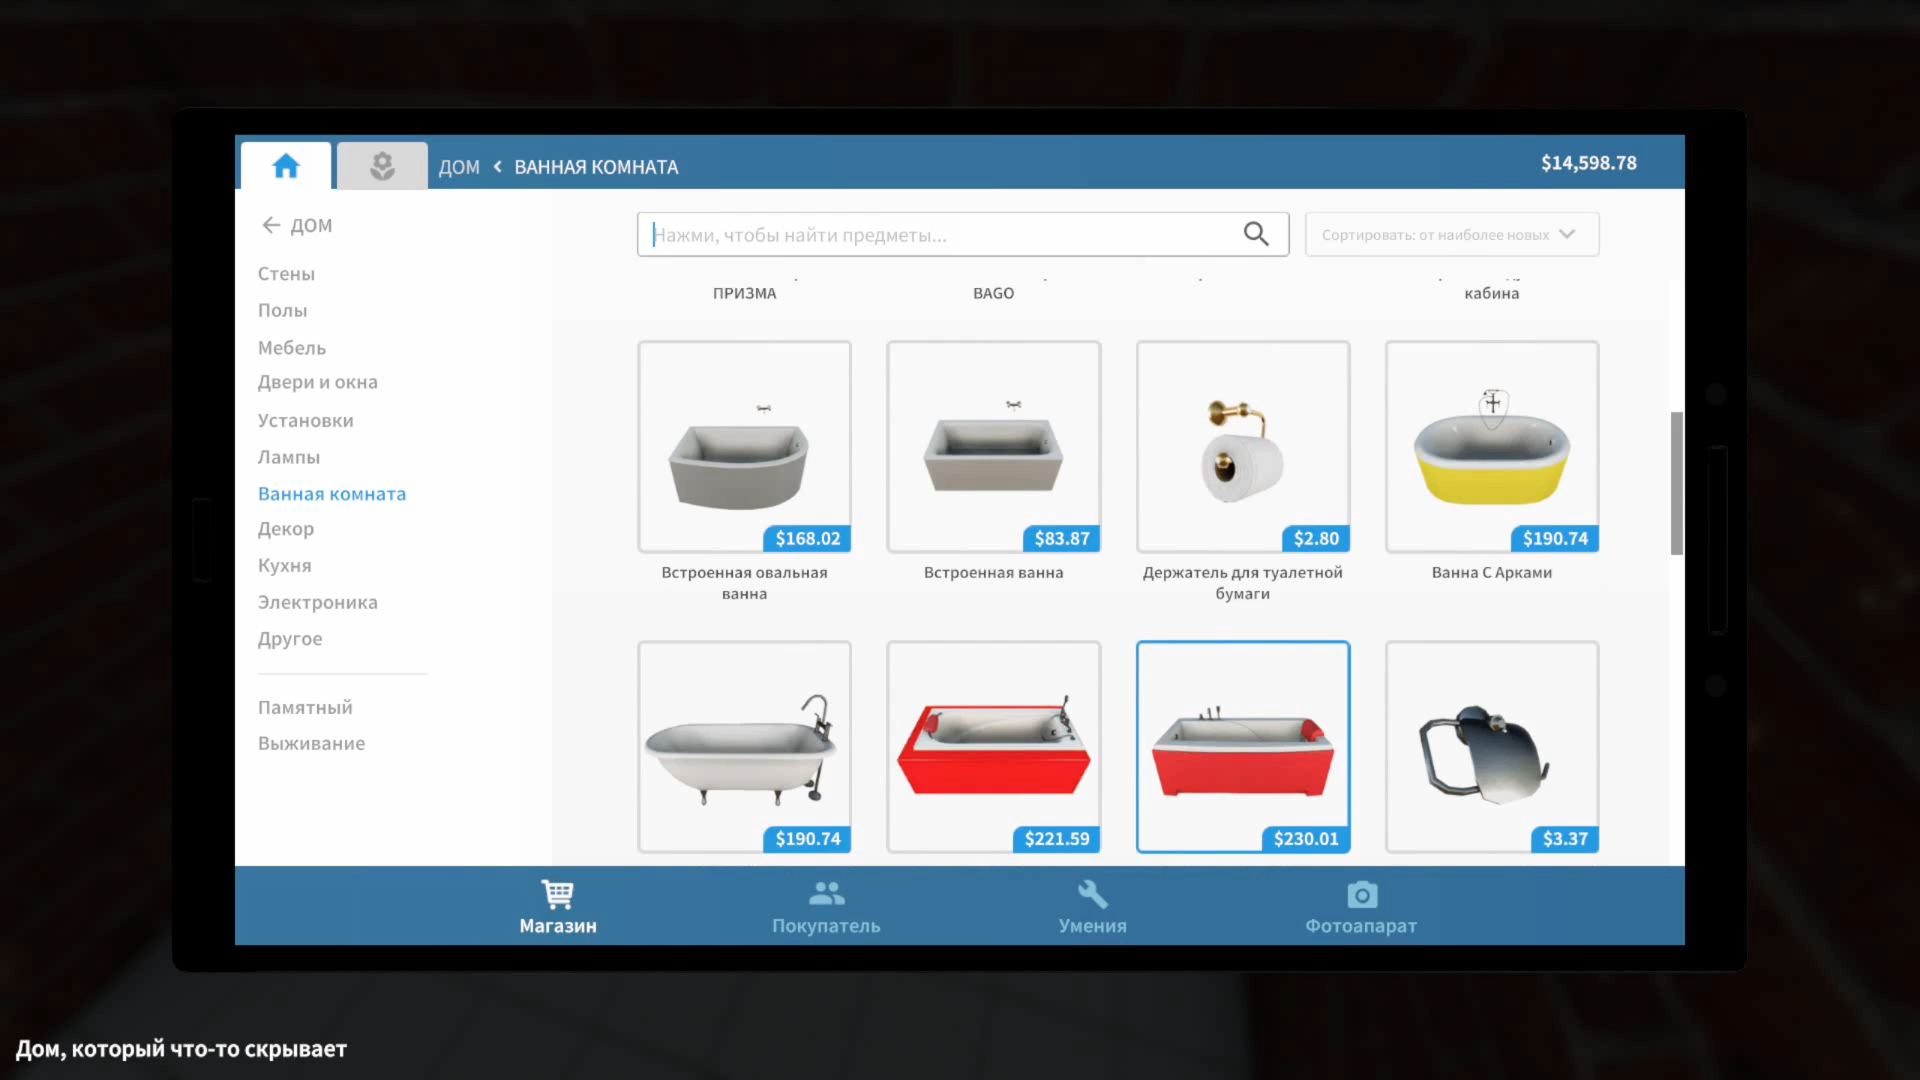 ДОМ < ВАННАЯ КОМНАТА
$14,598.78
ДОМ
Стены
Полы
Мебель
Двери и окна
Установки
Лампы
Ванная комната
Декор
Кухня
Электроника
Другое
Памятный
Выживание
Нажми, чтобы найти предметы...
Сортировать: от наиболее новых
ПРИЗМА
BAGO
кабина
$168.02
$83.87
$2.80
$190.74
Встроенная овальная
ванна
Встроенная ванна
Держатель для туалетной
бумаги
Ванна С Арками
$190.74
$221.59
$230.01
$3.37
Магазин
Покупатель
Умения
Фотоапарат
Дом, который что-то скрывает